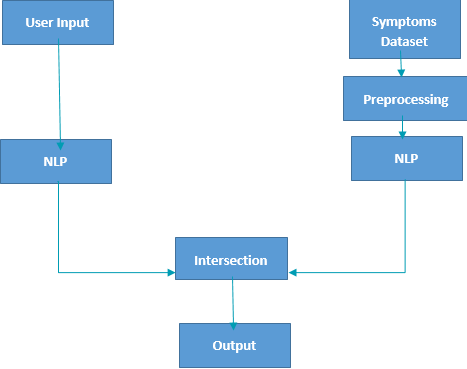 User Input
Symptoms
Dataset
Preprocessing
NLP
NLP
Intersection
Output